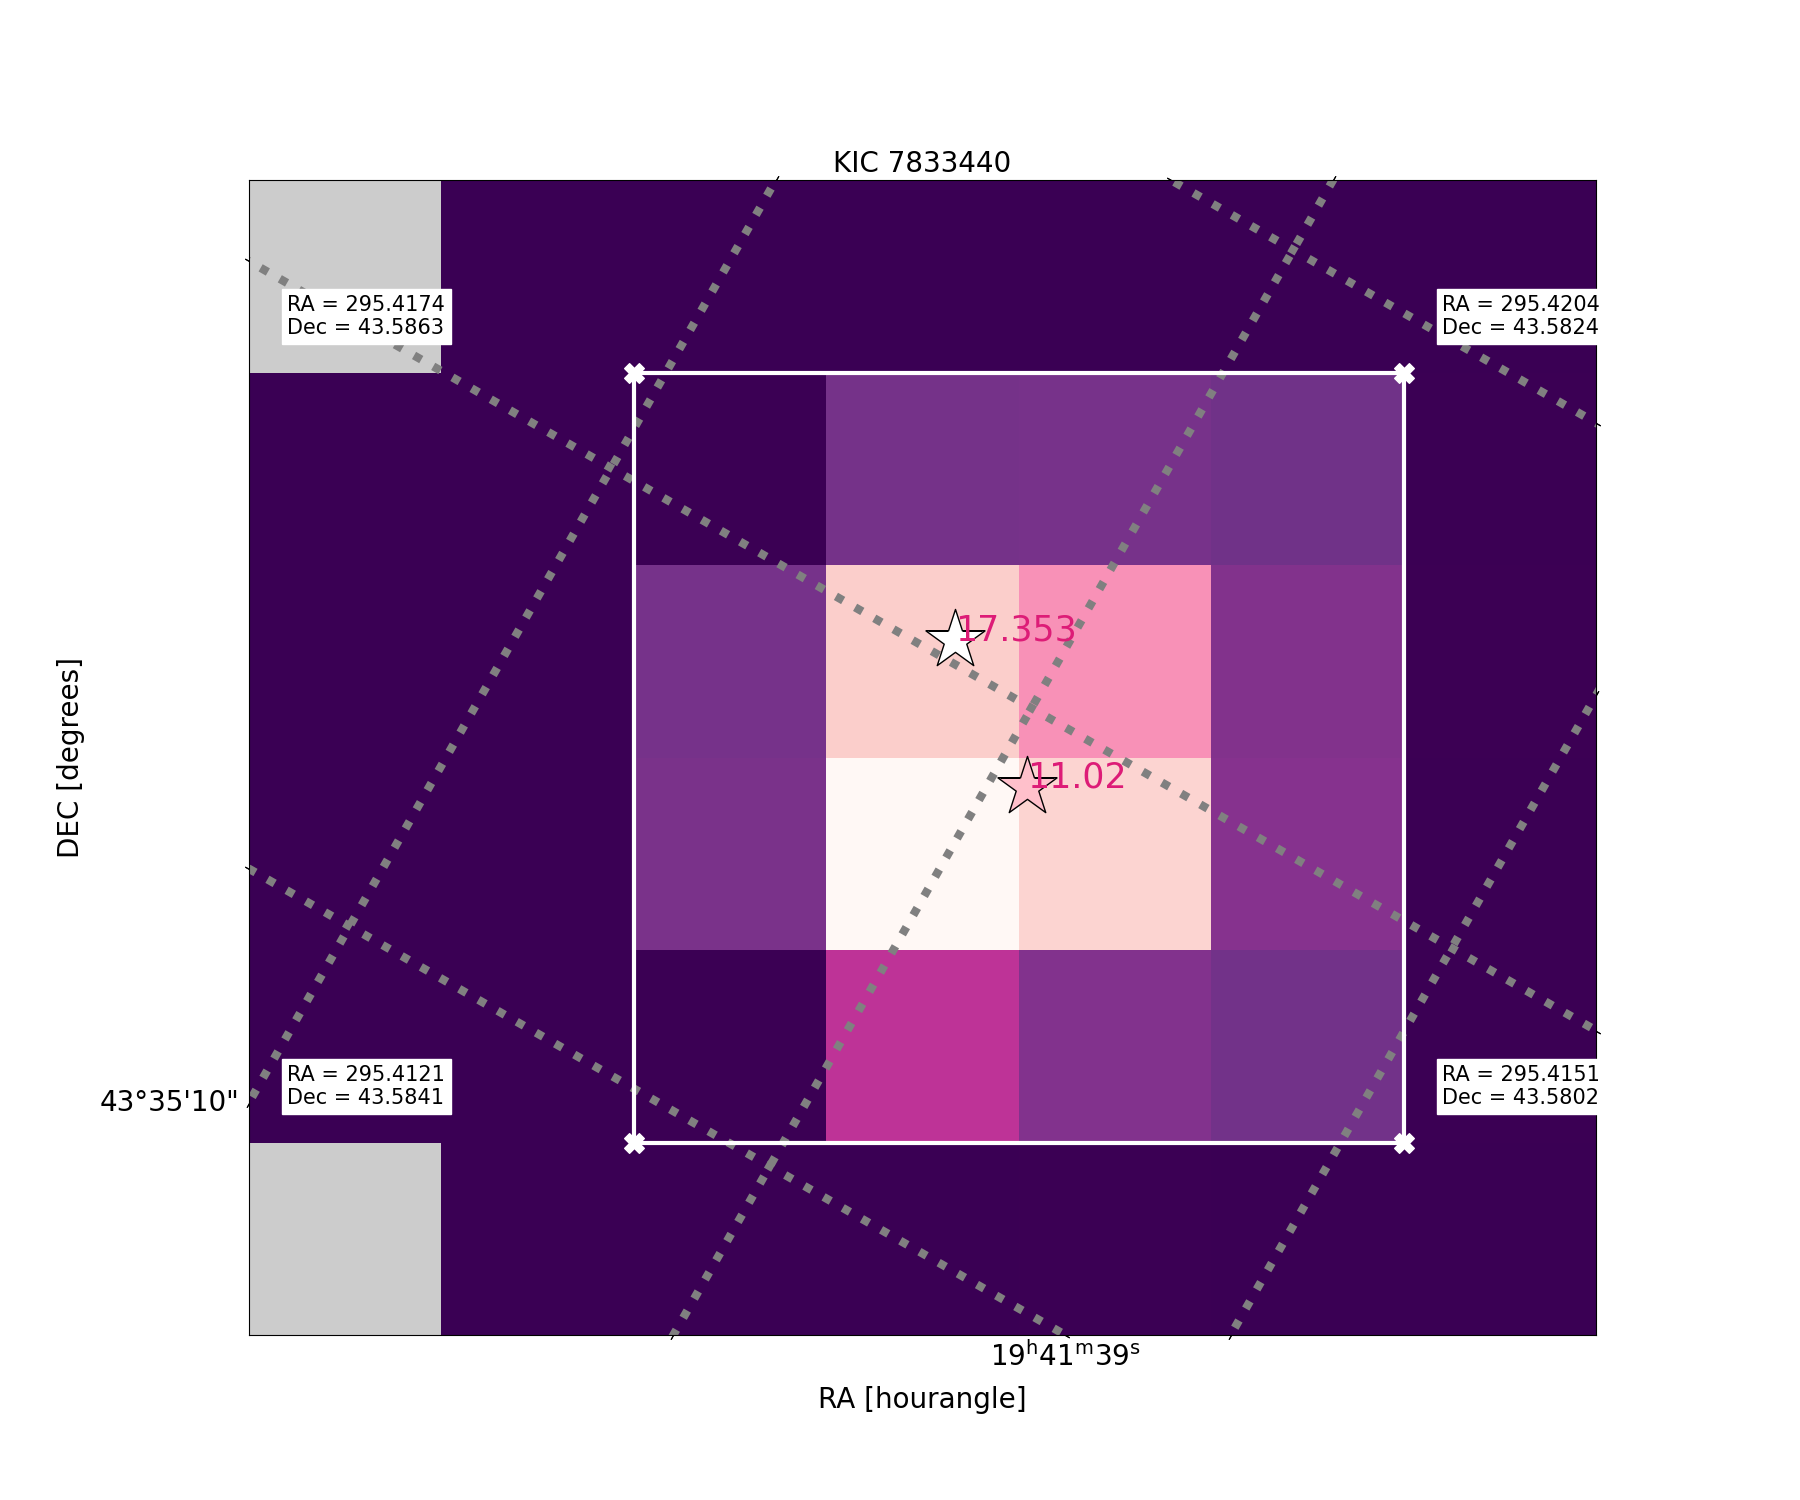 KIC 7833440
RA = 295.4174
Dec = 43.5863
RA = 295.4204
Dec = 43.5824
17.353
11.02
DEC [degrees]
43°35'10"
RA = 295.4121
Dec = 43.5841
RA = 295.4151
Dec = 43.5802
19h41m39s
RA [hourangle]